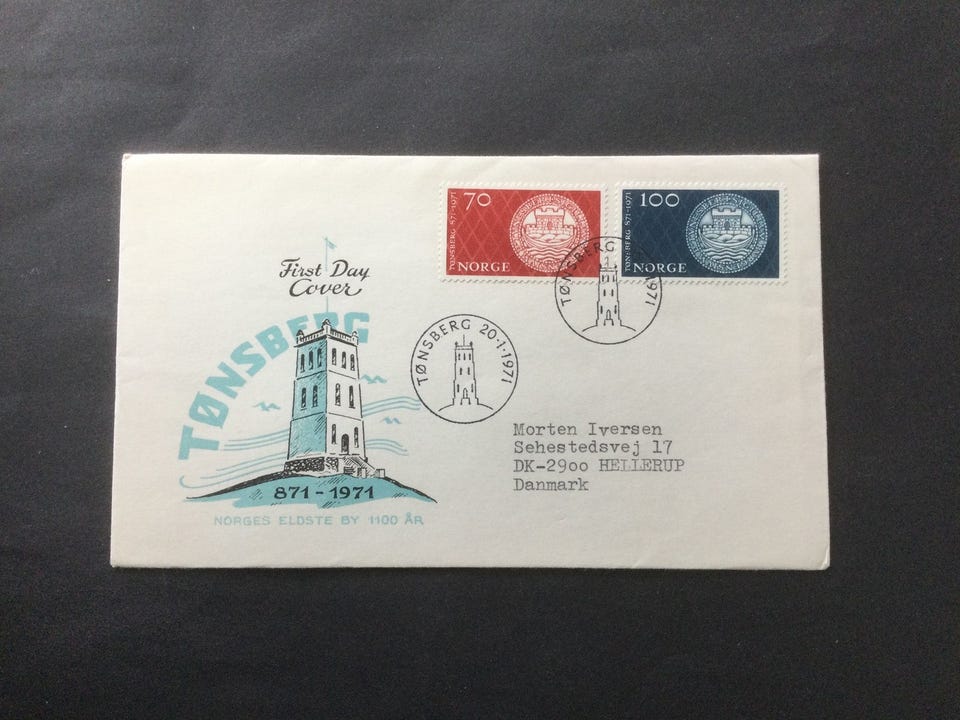 70
TØNSBERG 871-1971
NORGE
100
TØNSBERG 871-1971
NORGE
First Day
Cover
TØNSBERG
871-1971
NORGES ELDSTE BY 1100 ÅR
TØNSBERG 20·1·1971
TØNSBERG 1971
Morten Iversen
Sehestedsvej 17
DK-2900 HELLERUP
Danmark